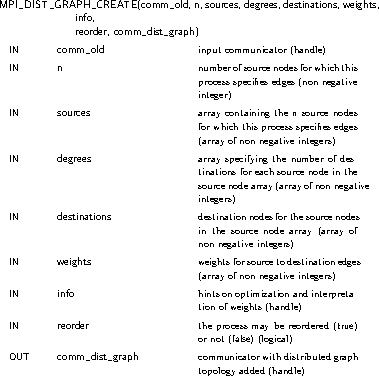 MPI_DIST_GRAPH_CREATE(comm_old, n, sources, degrees, destinations, weights,
info,
reorder, comm_dist_graph)
IN comm_old input communicator (handle)
IN n number of source nodes for which this
process specifies edges (non negative
integer)
IN sources array containing the n source nodes
for which this process specifies edges
(array of non negative integers)
IN degrees array specifying the number of des
tinations for each source node in the
source node array (array of non negative
integers)
IN destinations destination nodes for the source nodes
in the source node array (array of
non negative integers)
IN weights weights for source to destination edges
(array of non negative integers)
IN info hints on optimization and interpreta
tion of weights (handle)
IN reorder the process may be reordered (true)
or not (false) (logical)
OUT comm_dist_graph communicator with distributed graph
topology added (handle)